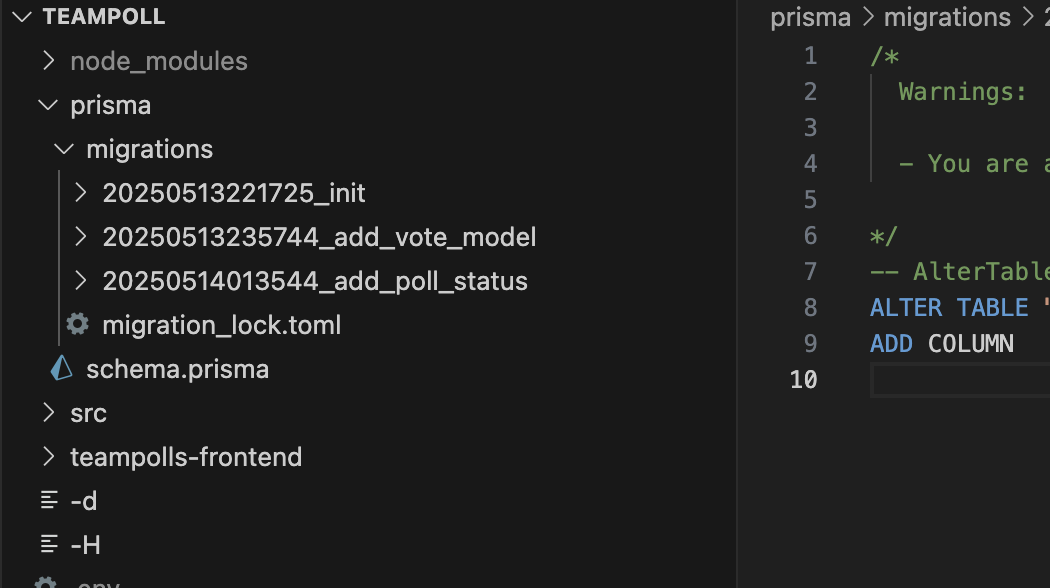 TEAMPOLL
node_modules
prisma
migrations
20250513221725_init
20250513235744_add_vote_model
20250514013544_add_poll_status
migration_lock.toml
schema.prisma
src
teampolls-frontend
-d
-H
.env
prisma > migrations > 2
1 /*
2 Warnings:
3
4 - You are a
5
6 */
7 -- AlterTable
8 ALTER TABLE "
9 ADD COLUMN
10